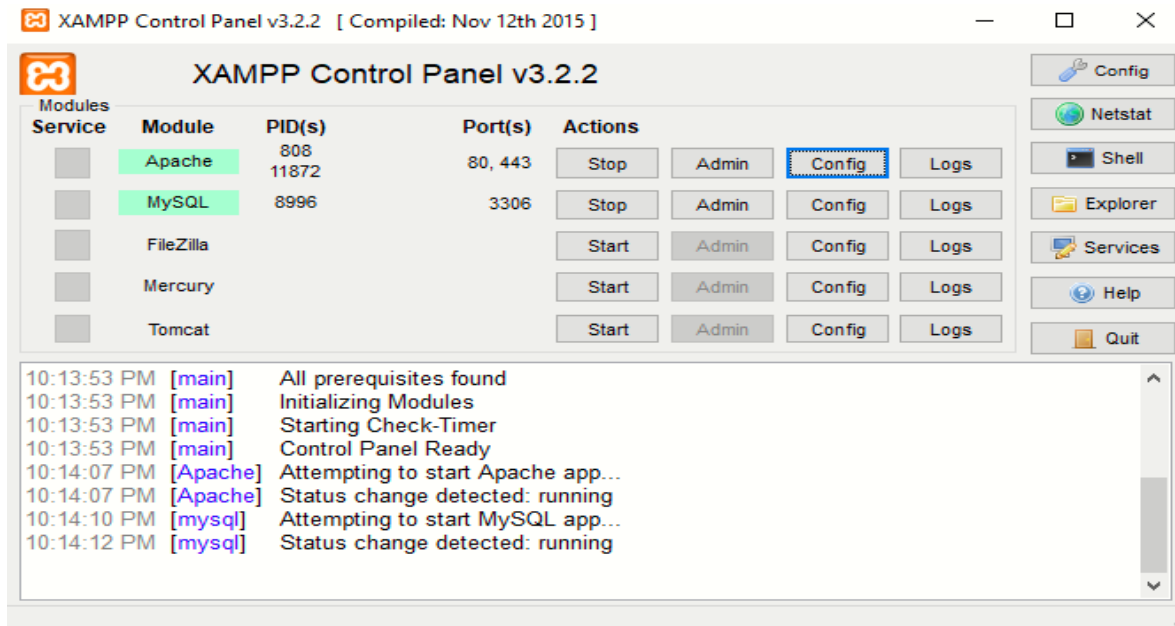 XAMPP Control Panel v3.2.2 [ Compiled: Nov 12th 2015 ]
XAMPP Control Panel v3.2.2
Config
Modules
Service Module PID(s) Port(s) Actions
Netstat
Apache 808 11872 80, 443 Stop Admin Config Logs
Shell
MySQL 8996 3306 Stop Admin Config Logs
Explorer
FileZilla Start Admin Config Logs
Services
Mercury Start Admin Config Logs
Help
Tomcat Start Admin Config Logs
Quit
10:13:53 PM [main] All prerequisites found
10:13:53 PM [main] Initializing Modules
10:13:53 PM [main] Starting Check-Timer
10:13:53 PM [main] Control Panel Ready
10:14:07 PM [Apache] Attempting to start Apache app...
10:14:07 PM [Apache] Status change detected: running
10:14:10 PM [mysql] Attempting to start MySQL app...
10:14:12 PM [mysql] Status change detected: running